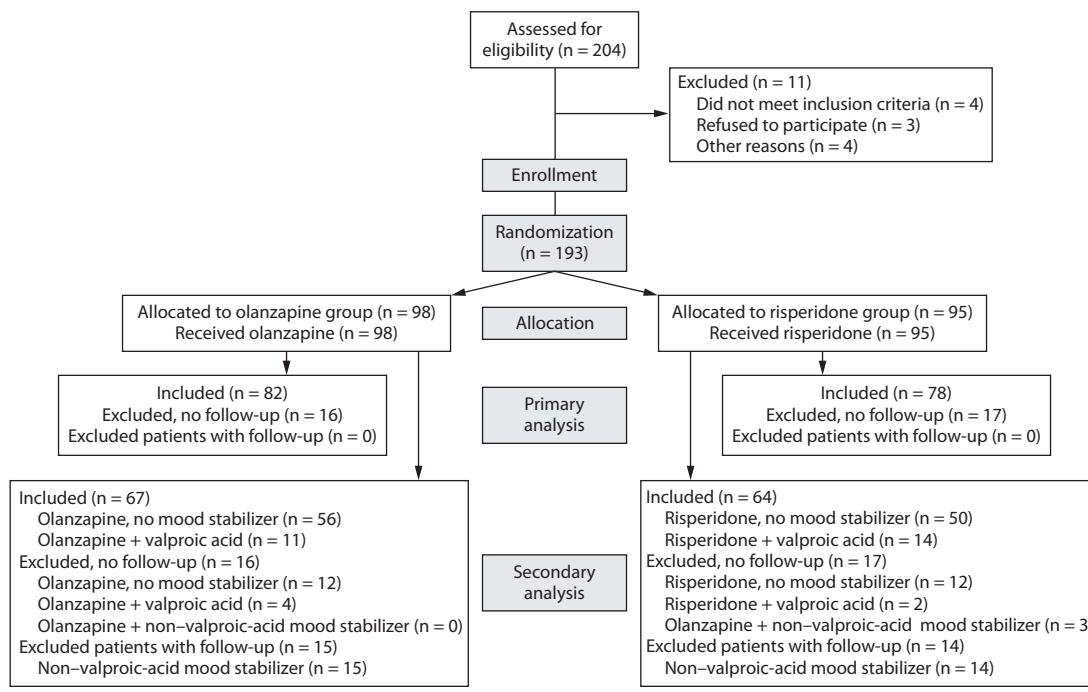 Assessed for
eligibility (n = 204)
Excluded (n = 11)
Did not meet inclusion criteria (n = 4)
Refused to participate (n = 3)
Other reasons (n = 4)
Enrollment
Randomization
(n = 193)
Allocated to olanzapine group (n = 98)
Received olanzapine (n = 98)
Allocation
Allocated to risperidone group (n = 95)
Received risperidone (n = 95)
Included (n = 82)
Excluded, no follow-up (n = 16)
Excluded patients with follow-up (n = 0)
Primary
analysis
Included (n = 78)
Excluded, no follow-up (n = 17)
Excluded patients with follow-up (n = 0)
Included (n = 67)
Olanzapine, no mood stabilizer (n = 56)
Olanzapine + valproic acid (n = 11)
Excluded, no follow-up (n = 16)
Olanzapine, no mood stabilizer (n = 12)
Olanzapine + valproic acid (n = 4)
Olanzapine + non–valproic-acid mood stabilizer (n = 0)
Excluded patients with follow-up (n = 15)
Non–valproic-acid mood stabilizer (n = 15)
Secondary
analysis
Included (n = 64)
Risperidone, no mood stabilizer (n = 50)
Risperidone + valproic acid (n = 14)
Excluded, no follow-up (n = 17)
Risperidone, no mood stabilizer (n = 12)
Risperidone + valproic acid (n = 2)
Olanzapine + non–valproic-acid mood stabilizer (n = 3
Excluded patients with follow-up (n = 14)
Non–valproic-acid mood stabilizer (n = 14)